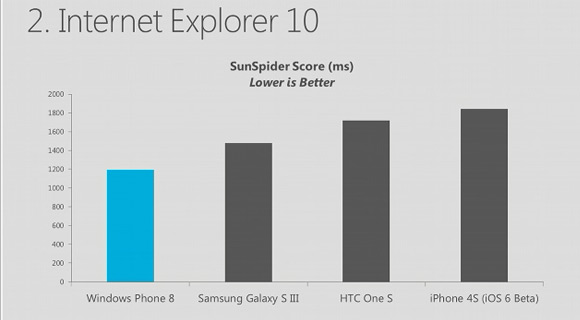 2. Internet Explorer 10
SunSpider Score (ms)
Lower is Better
2000
1800
1600
1400
1200
1000
800
600
400
200
0
Windows Phone 8
Samsung Galaxy S III
HTC One S
iPhone 4S (iOS 6 Beta)